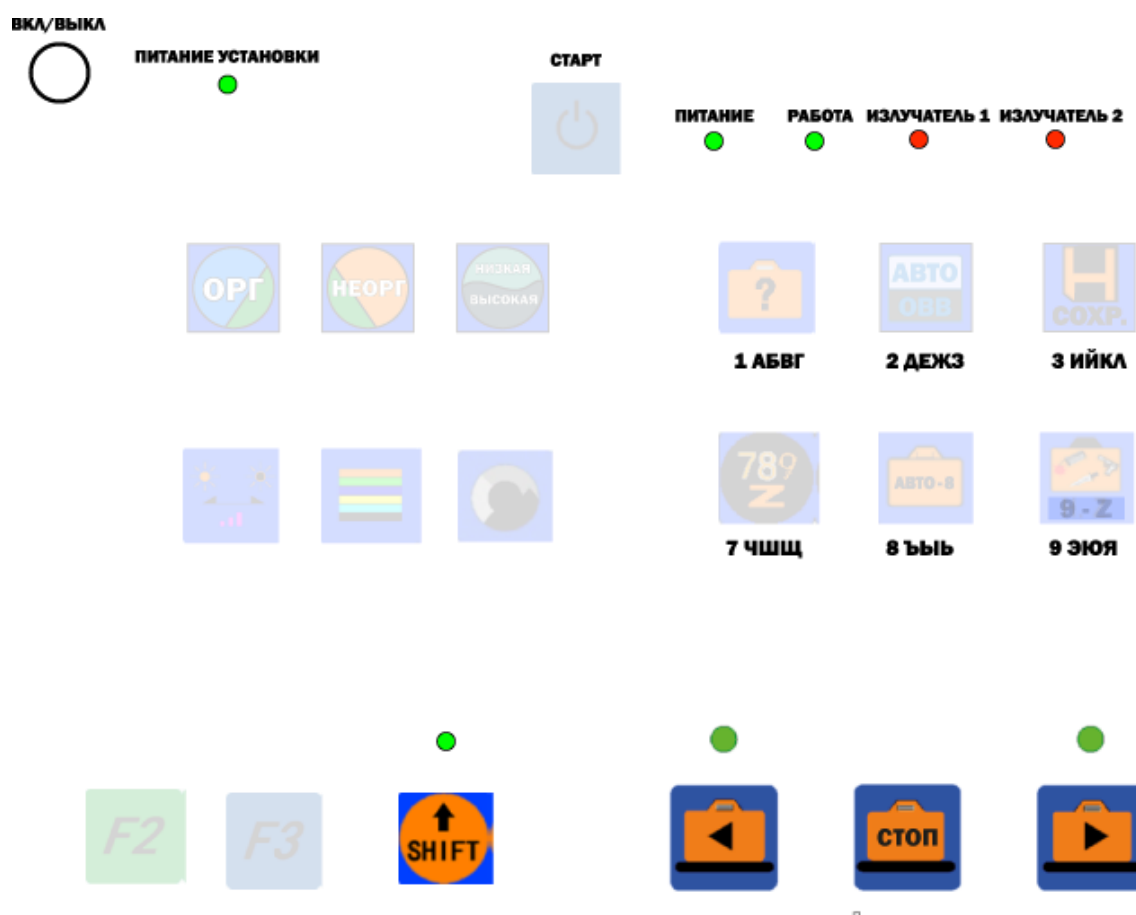 ВКЛ/ВЫКЛ
ПИТАНИЕ УСТАНОВКИ
СТАРТ
ПИТАНИЕ РАБОТА ИЗЛУЧАТЕЛЬ 1 ИЗЛУЧАТЕЛЬ 2
ОРГ НЕОРГ НИЗКАЯ ВЫСОКАЯ ? АВТО ОВВ СОХР.
1 АБВГ 2 ДЕЖЗ 3 ИЙКЛ
789 Z АВТО-8 9 - Z
7 ЧШЩ 8 ЪЫЬ 9 ЭЮЯ
F2 F3 SHIFT СТОП